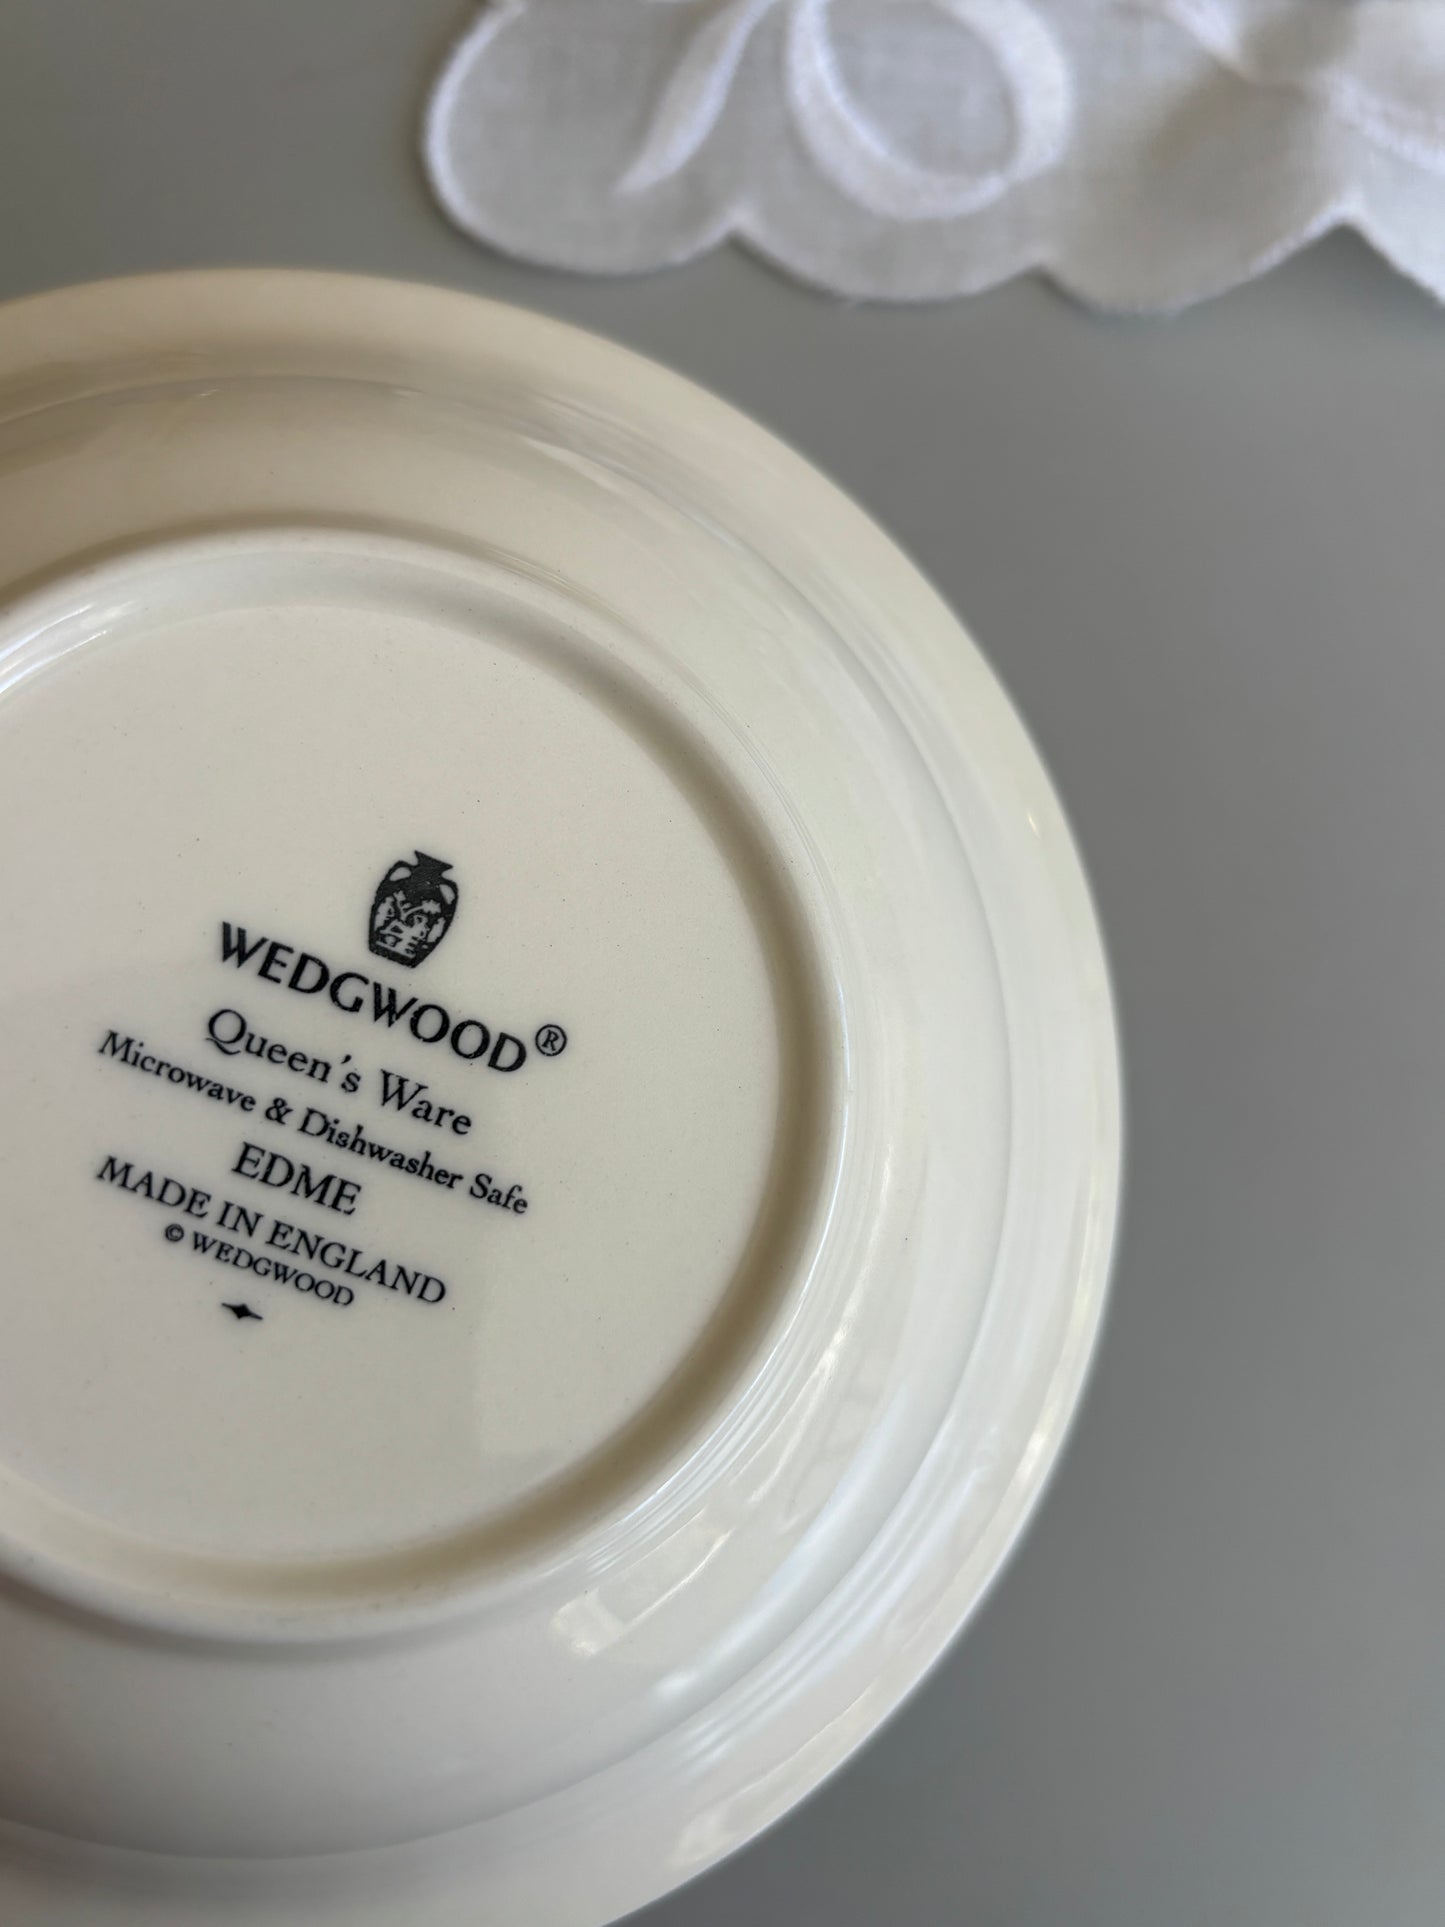 WEDGWOOD®
Queen's Ware
Microwave & Dishwasher Safe
EDME
MADE IN ENGLAND
© WEDGWOOD